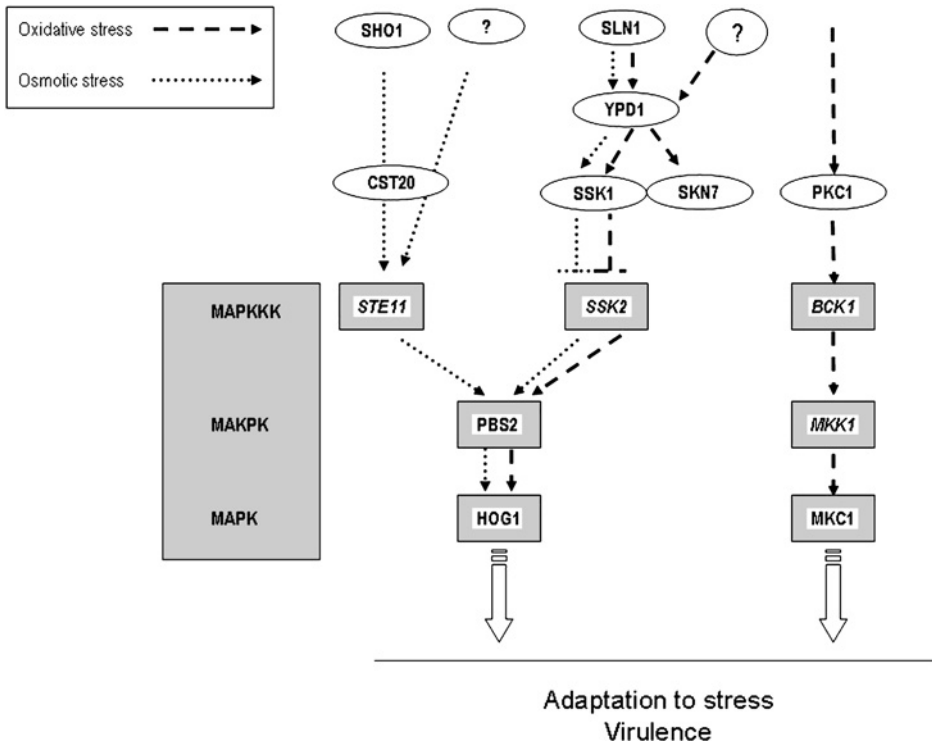 Oxidative stress
Osmotic stress
SHO1
?
SLN1
?
YPD1
CST20
SSK1
SKN7
PKC1
MAPKKK
STE11
SSK2
BCK1
MAKPK
PBS2
MKK1
MAPK
HOG1
MKC1
Adaptation to stress
Virulence